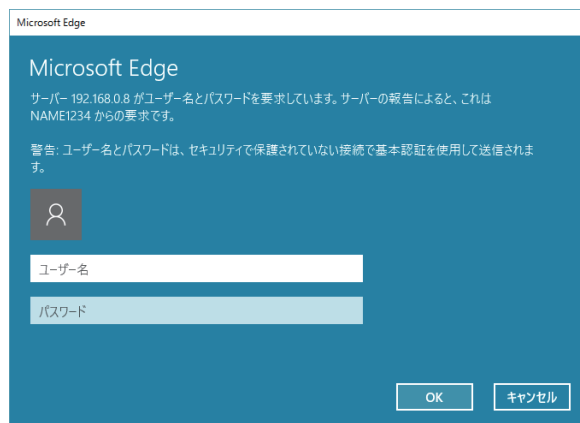 Microsoft Edge
Microsoft Edge
サーバー 192.168.0.8 がユーザー名とパスワードを要求しています。サーバーの報告によると、これは
NAME1234 からの要求です。
警告: ユーザー名とパスワードは、セキュリティで保護されていない接続で基本認証を使用して送信されま
す。
ユーザー名
パスワード
OK キャンセル